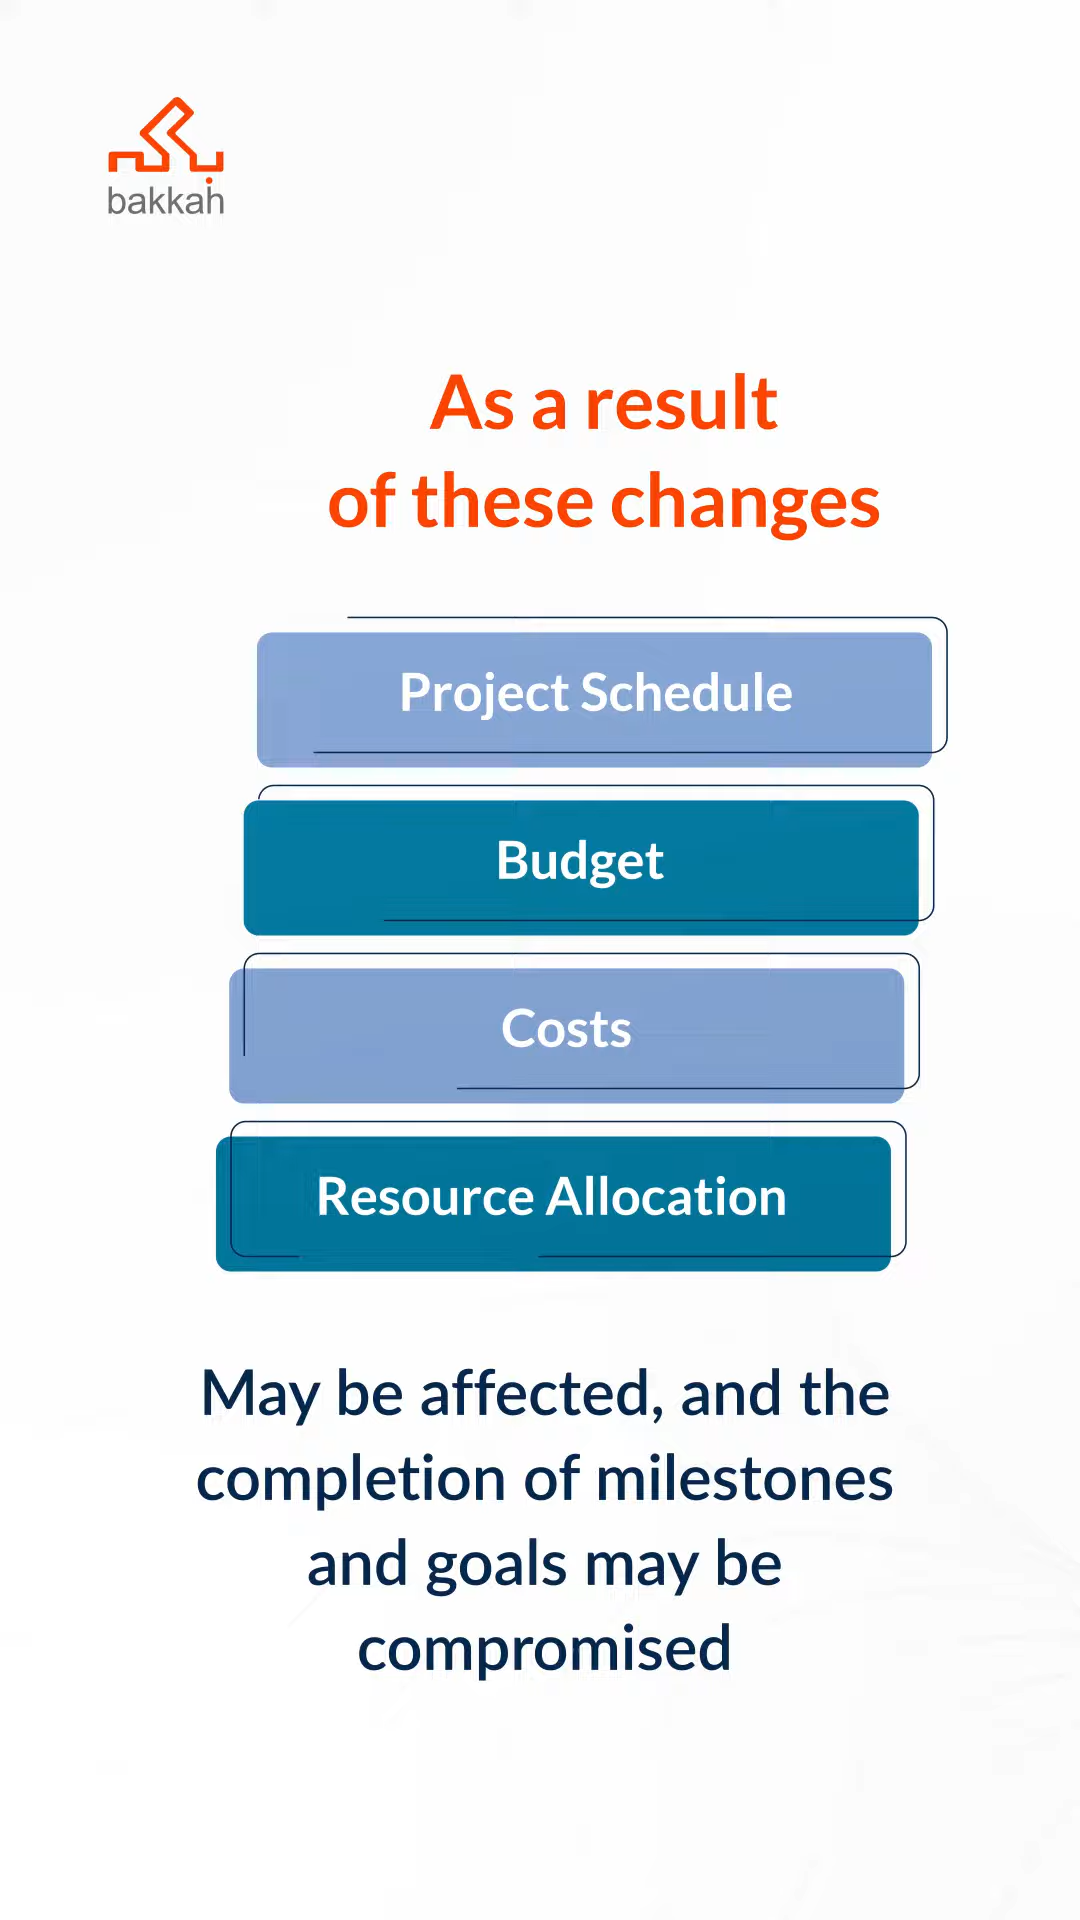 bakkah
As a result
of these changes
Project Schedule
Budget
Costs
Resource Allocation
May be affected, and the
completion of milestones
and goals may be
compromised